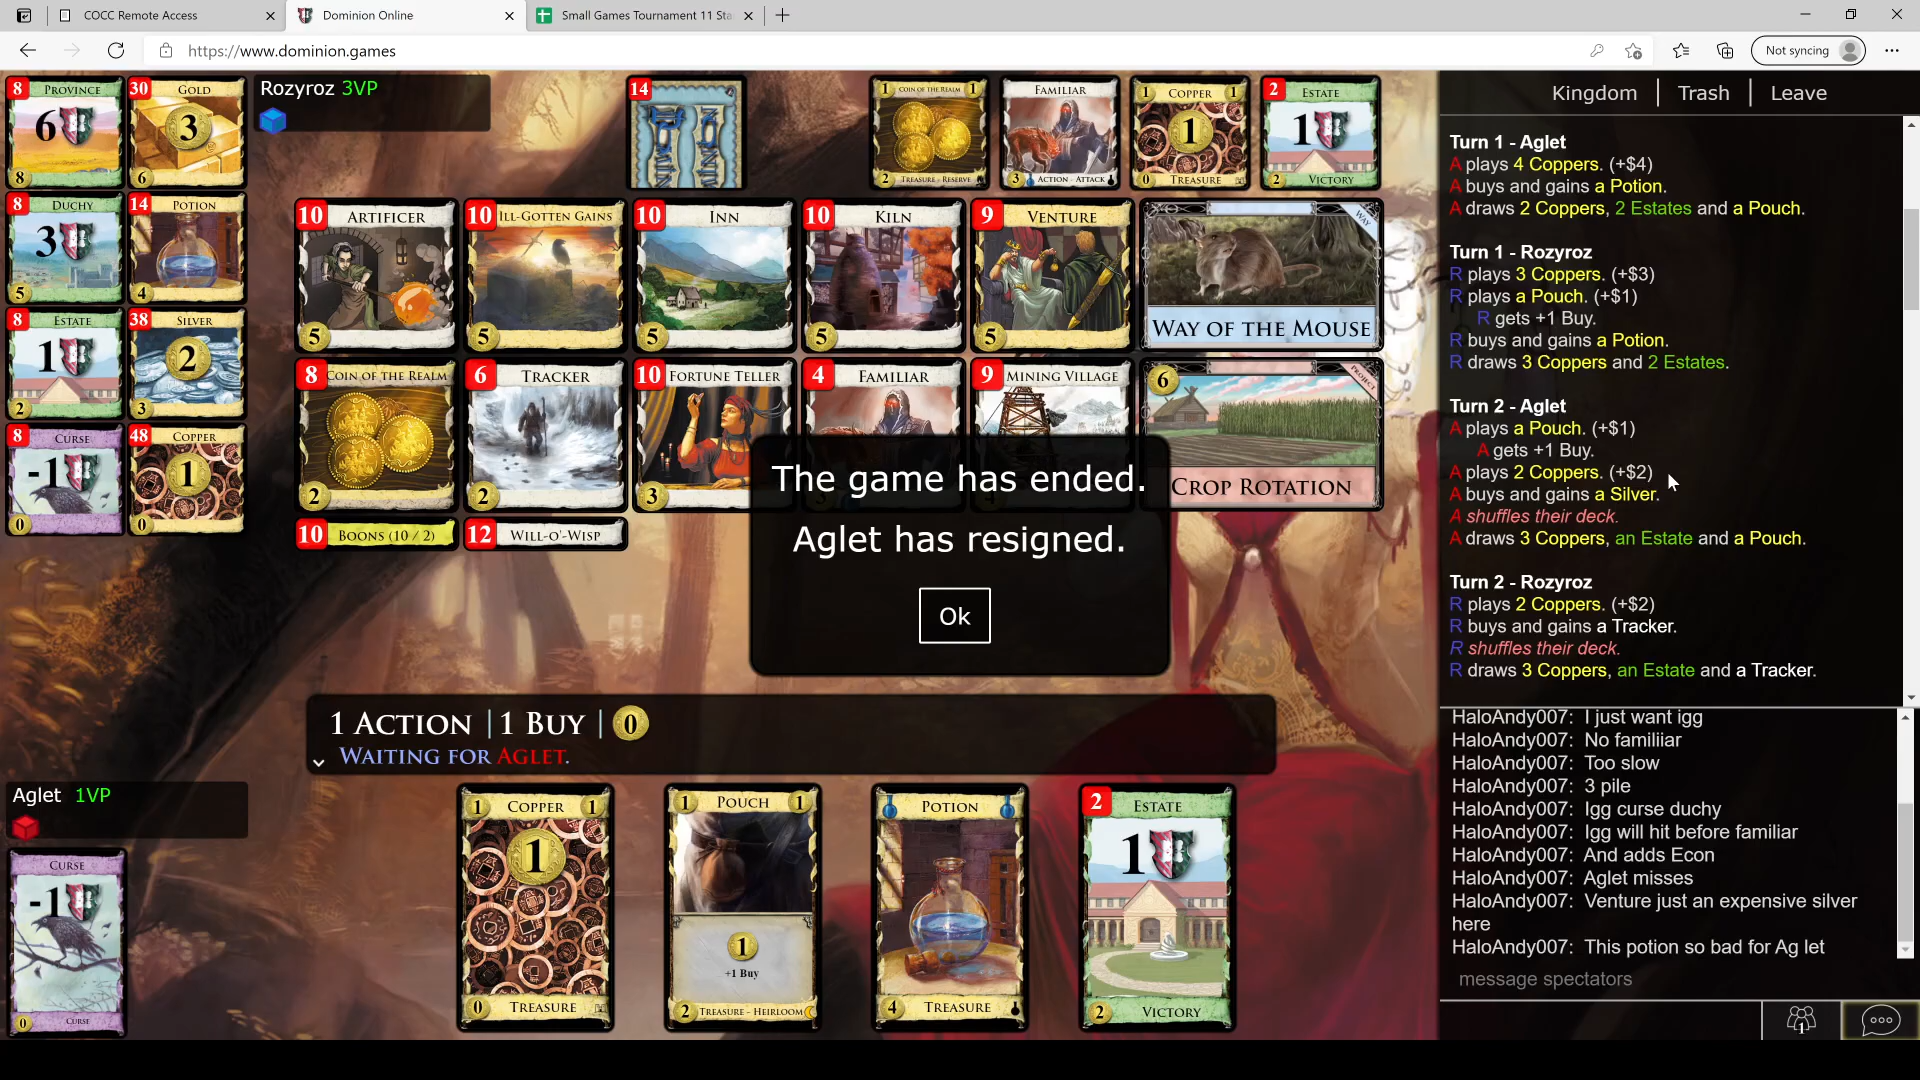 COCC Remote Access
Dominion Online
Small Games Tournament 11 Sta
https://www.dominion.games
Not syncing
8 PROVINCE
6
8
30 GOLD
3
6
Rozyroz 3VP
14
1 COIN OF THE REALM 1
2 TREASURE - RESERVE
FAMILIAR
3 ACTION - ATTACK
1 COPPER 1
1
0 TREASURE
2 ESTATE
1
2 VICTORY
Kingdom | Trash | Leave
8 DUCHY
3
5
14 POTION
4
8 ESTATE
1
2
38 SILVER
2
3
8 CURSE
-1
0
48 COPPER
1
0
10 ARTIFICER
5
10 ILL-GOTTEN GAINS
5
10 INN
5
10 KILN
5
9 VENTURE
5
WAY
WAY OF THE MOUSE
8 COIN OF THE REALM
2
6 TRACKER
2
10 FORTUNE TELLER
3
4 FAMILIAR
9 MINING VILLAGE
6
PROJECT
CROP ROTATION
10 BOONS (10 / 2)
12 WILL-O'-WISP
The game has ended.
Aglet has resigned.
Ok
1 ACTION | 1 BUY | 0
WAITING FOR AGLET.
Aglet 1VP
CURSE
-1
0 CURSE
1 COPPER 1
1
0 TREASURE
1 POUCH 1
1
+1 Buy
2 TREASURE - HEIRLOOM
POTION
4 TREASURE
2 ESTATE
1
2 VICTORY
Turn 1 - Aglet
A plays 4 Coppers. (+$4)
A buys and gains a Potion.
A draws 2 Coppers, 2 Estates and a Pouch.
Turn 1 - Rozyroz
R plays 3 Coppers. (+$3)
R plays a Pouch. (+$1)
R gets +1 Buy.
R buys and gains a Potion.
R draws 3 Coppers and 2 Estates.
Turn 2 - Aglet
A plays a Pouch. (+$1)
A gets +1 Buy.
A plays 2 Coppers. (+$2)
A buys and gains a Silver.
A shuffles their deck.
A draws 3 Coppers, an Estate and a Pouch.
Turn 2 - Rozyroz
R plays 2 Coppers. (+$2)
R buys and gains a Tracker.
R shuffles their deck.
R draws 3 Coppers, an Estate and a Tracker.
HaloAndy007: I just want igg
HaloAndy007: No familiiar
HaloAndy007: Too slow
HaloAndy007: 3 pile
HaloAndy007: Igg curse duchy
HaloAndy007: Igg will hit before familiar
HaloAndy007: And adds Econ
HaloAndy007: Aglet misses
HaloAndy007: Venture just an expensive silver
here
HaloAndy007: This potion so bad for Ag let
message spectators
1